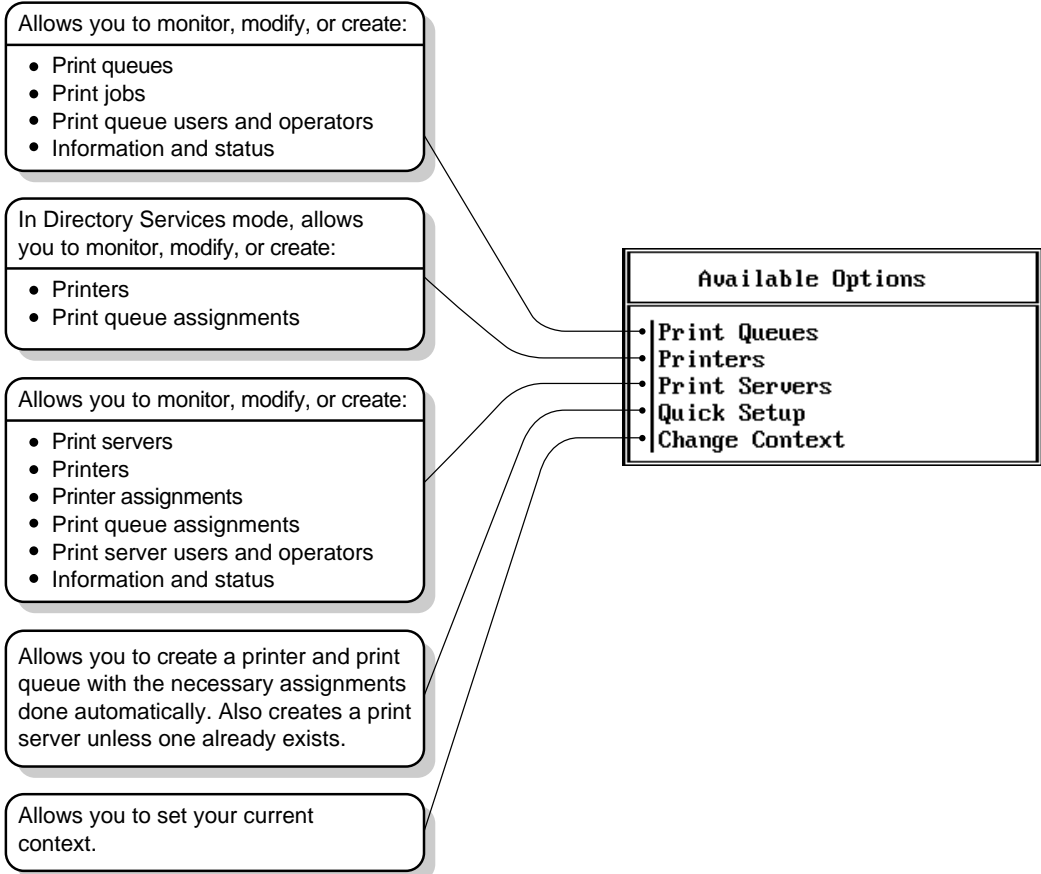 Allows you to monitor, modify, or create:
• Print queues
• Print jobs
• Print queue users and operators
• Information and status
In Directory Services mode, allows
you to monitor, modify, or create:
• Printers
• Print queue assignments
Allows you to monitor, modify, or create:
• Print servers
• Printers
• Printer assignments
• Print queue assignments
• Print server users and operators
• Information and status
Allows you to create a printer and print
queue with the necessary assignments
done automatically. Also creates a print
server unless one already exists.
Allows you to set your current
context.
Available Options
Print Queues
Printers
Print Servers
Quick Setup
Change Context